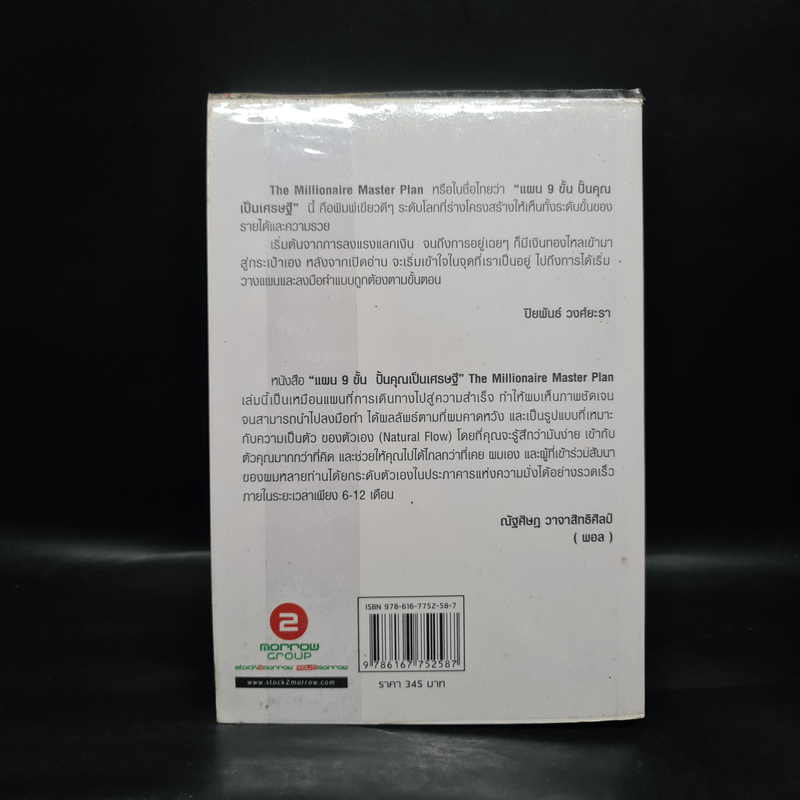 The Millionaire Master Plan หรือในชื่อไทยว่า “แผน 9 ขั้น ปั้นคุณ
เป็นเศรษฐี” นี้ คือพิมพ์เขียวดีๆ ระดับโลกที่ร่างโครงสร้างให้เห็นทั้งระดับขั้นของ
รายได้และความรวย
เริ่มต้นจากการลงแรงแลกเงิน จนถึงการอยู่เฉยๆ ก็มีเงินทองไหลเข้ามา
สู่กระเป๋าเอง หลังจากเปิดอ่าน จะเริ่มเข้าใจในจุดที่เราเป็นอยู่ ไปถึงการได้เริ่ม
วางแผนและลงมือทำแบบถูกต้องตามขั้นตอน
ปิยพันธ์ วงศ์ยะรา
หนังสือ “แผน 9 ขั้น ปั้นคุณเป็นเศรษฐี” The Millionaire Master Plan
เล่มนี้เป็นเหมือนแผนที่การเดินทางไปสู่ความสำเร็จ ทำให้ผมเห็นภาพชัดเจน
จนสามารถนำไปลงมือทำ ได้ผลลัพธ์ตามที่ผมคาดหวัง และเป็นรูปแบบที่เหมาะ
กับความเป็นตัว ของตัวเอง (Natural Flow) โดยที่คุณจะรู้สึกว่ามันง่าย เข้ากับ
ตัวคุณมากกว่าที่คิด และช่วยให้คุณไปได้ไกลกว่าที่เคย ผมเอง และผู้ที่เข้าร่วมสัมนา
ของผมหลายท่านได้ยกระดับตัวเองในประภาคารแห่งความมั่งได้อย่างรวดเร็ว
ภายในระยะเวลาเพียง 6-12 เดือน
ณัฐศิษฏ วาจาสิทธิศิลป์
( พอล )
ISBN 978-616-7752-58-7
9 786167 752587
ราคา 345 บาท
2
morrow
GROUP
stock2morrow you2morrow
www.stock2morrow.com